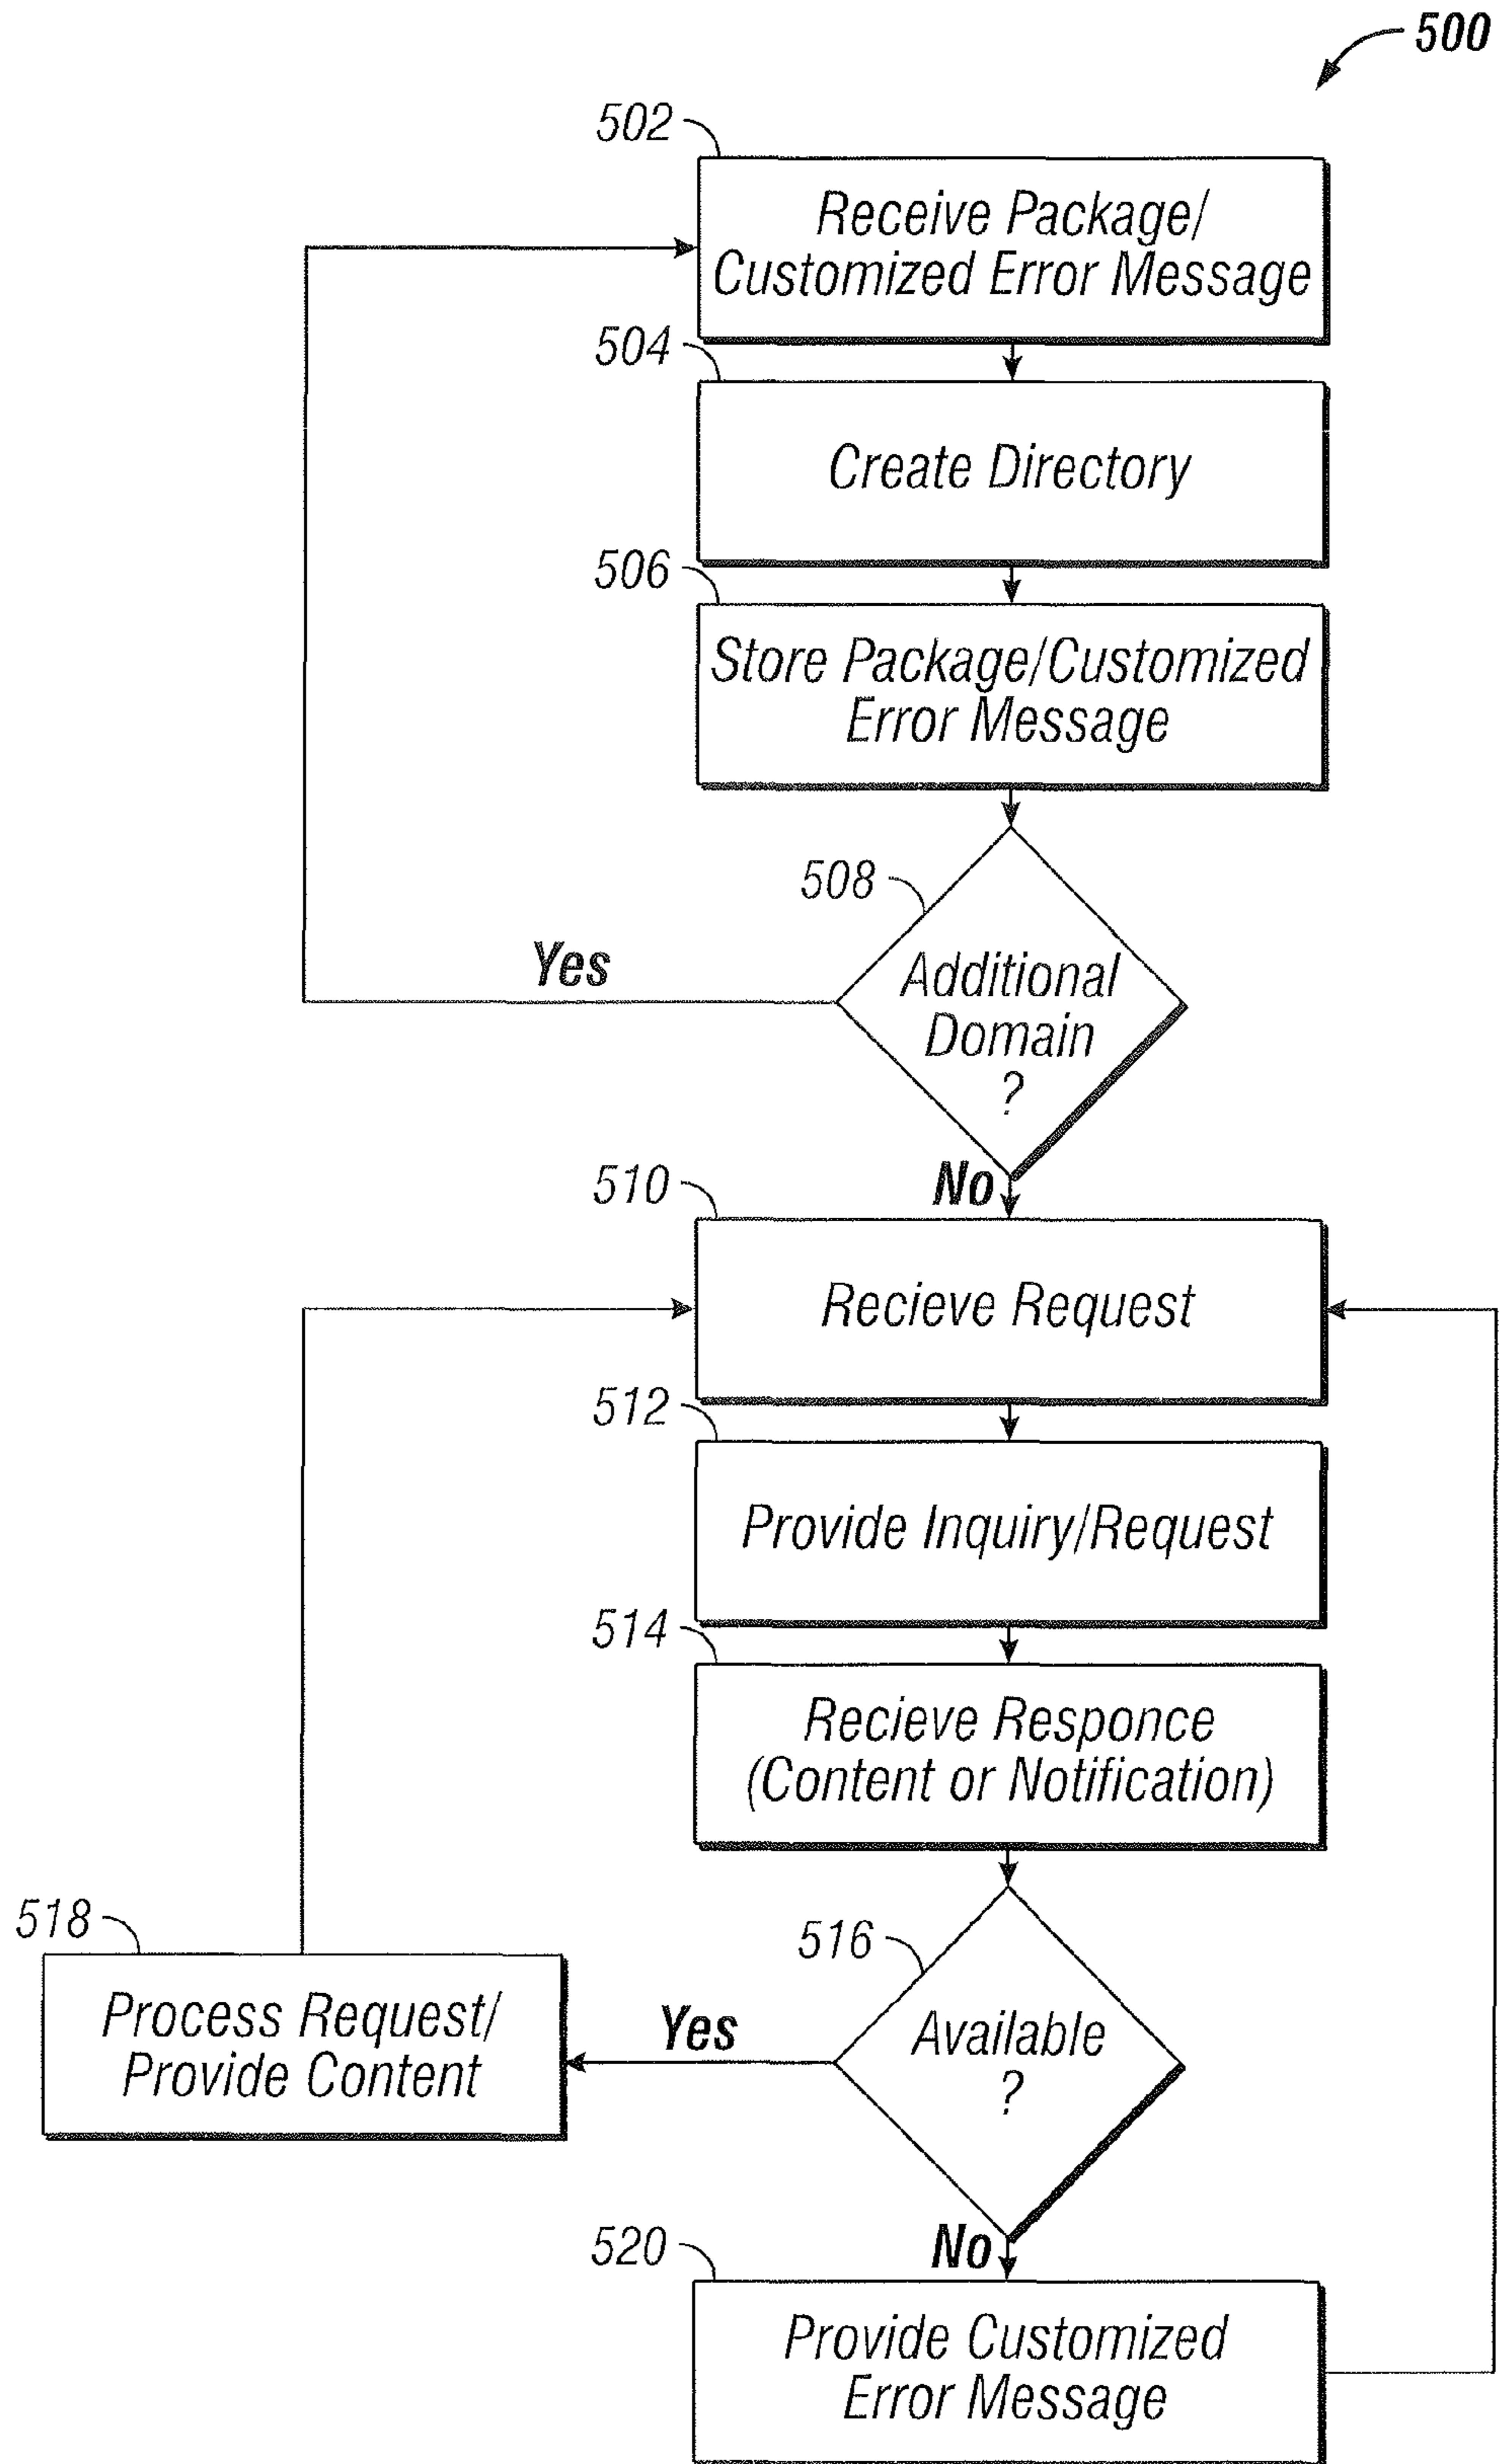 500
502
Receive Package/
Customized Error Message
504
Create Directory
506
Store Package/Customized
Error Message
508
Additional
Domain
?
Yes
No
510
Recieve Request
512
Provide Inquiry/Request
514
Recieve Responce
(Content or Notification)
516
Available
?
Yes
518
Process Request/
Provide Content
No
520
Provide Customized
Error Message